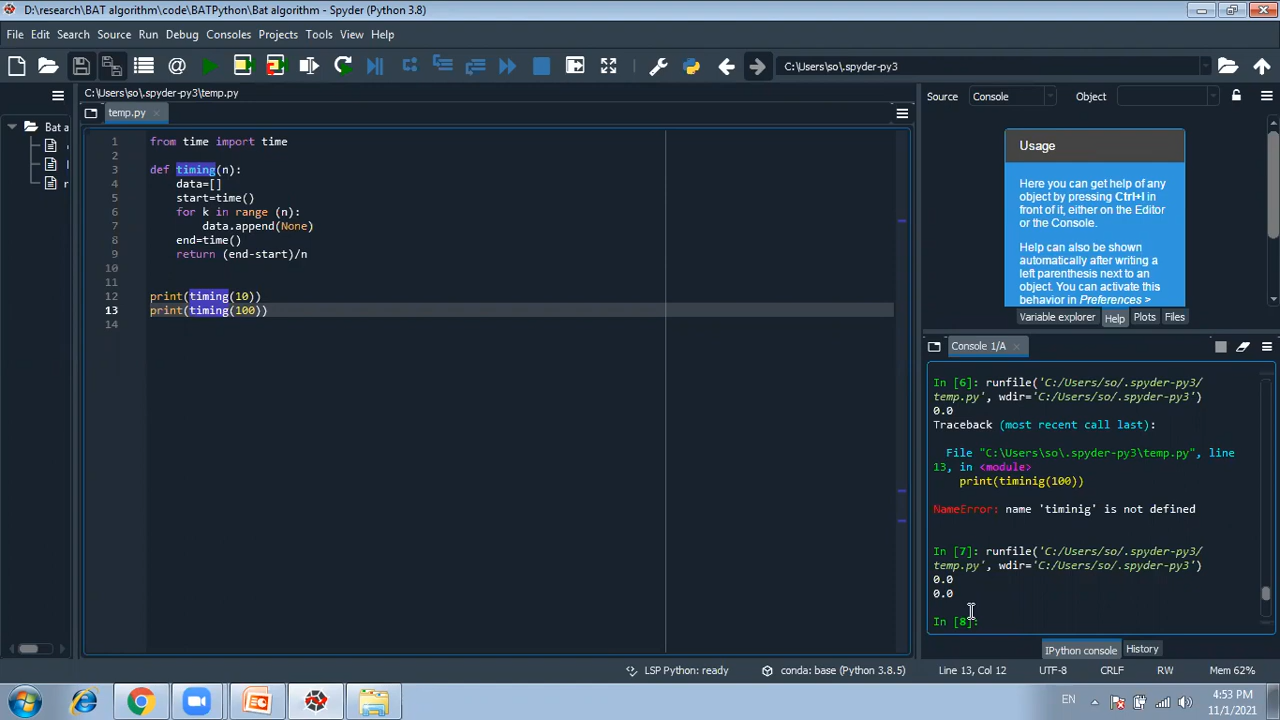 D:\research\BAT algorithm\code\BATPython\Bat algorithm - Spyder (Python 3.8)
File Edit Search Source Run Debug Consoles Projects Tools View Help
C:\Users\so\.spyder-py3
C:\Users\so\.spyder-py3\temp.py
temp.py
Bat a
1 from time import time
2
3 def timing(n):
4 data=[]
5 start=time()
6 for k in range (n):
7 data.append(None)
8 end=time()
9 return (end-start)/n
10
11
12 print(timing(10))
13 print(timing(100))
14
Source Console Object
Usage
Here you can get help of any
object by pressing Ctrl+I in
front of it, either on the Editor
or the Console.
Help can also be shown
automatically after writing a
left parenthesis next to an
object. You can activate this
behavior in Preferences >
Variable explorer Help Plots Files
Console 1/A
In [6]: runfile('C:/Users/so/.spyder-py3/
temp.py', wdir='C:/Users/so/.spyder-py3')
0.0
Traceback (most recent call last):
File "C:\Users\so\.spyder-py3\temp.py", line
13, in <module>
print(timinig(100))
NameError: name 'timinig' is not defined
In [7]: runfile('C:/Users/so/.spyder-py3/
temp.py', wdir='C:/Users/so/.spyder-py3')
0.0
0.0
In [8]:
IPython console History
LSP Python: ready conda: base (Python 3.8.5) Line 13, Col 12 UTF-8 CRLF RW Mem 62%
EN 4:53 PM
11/1/2021